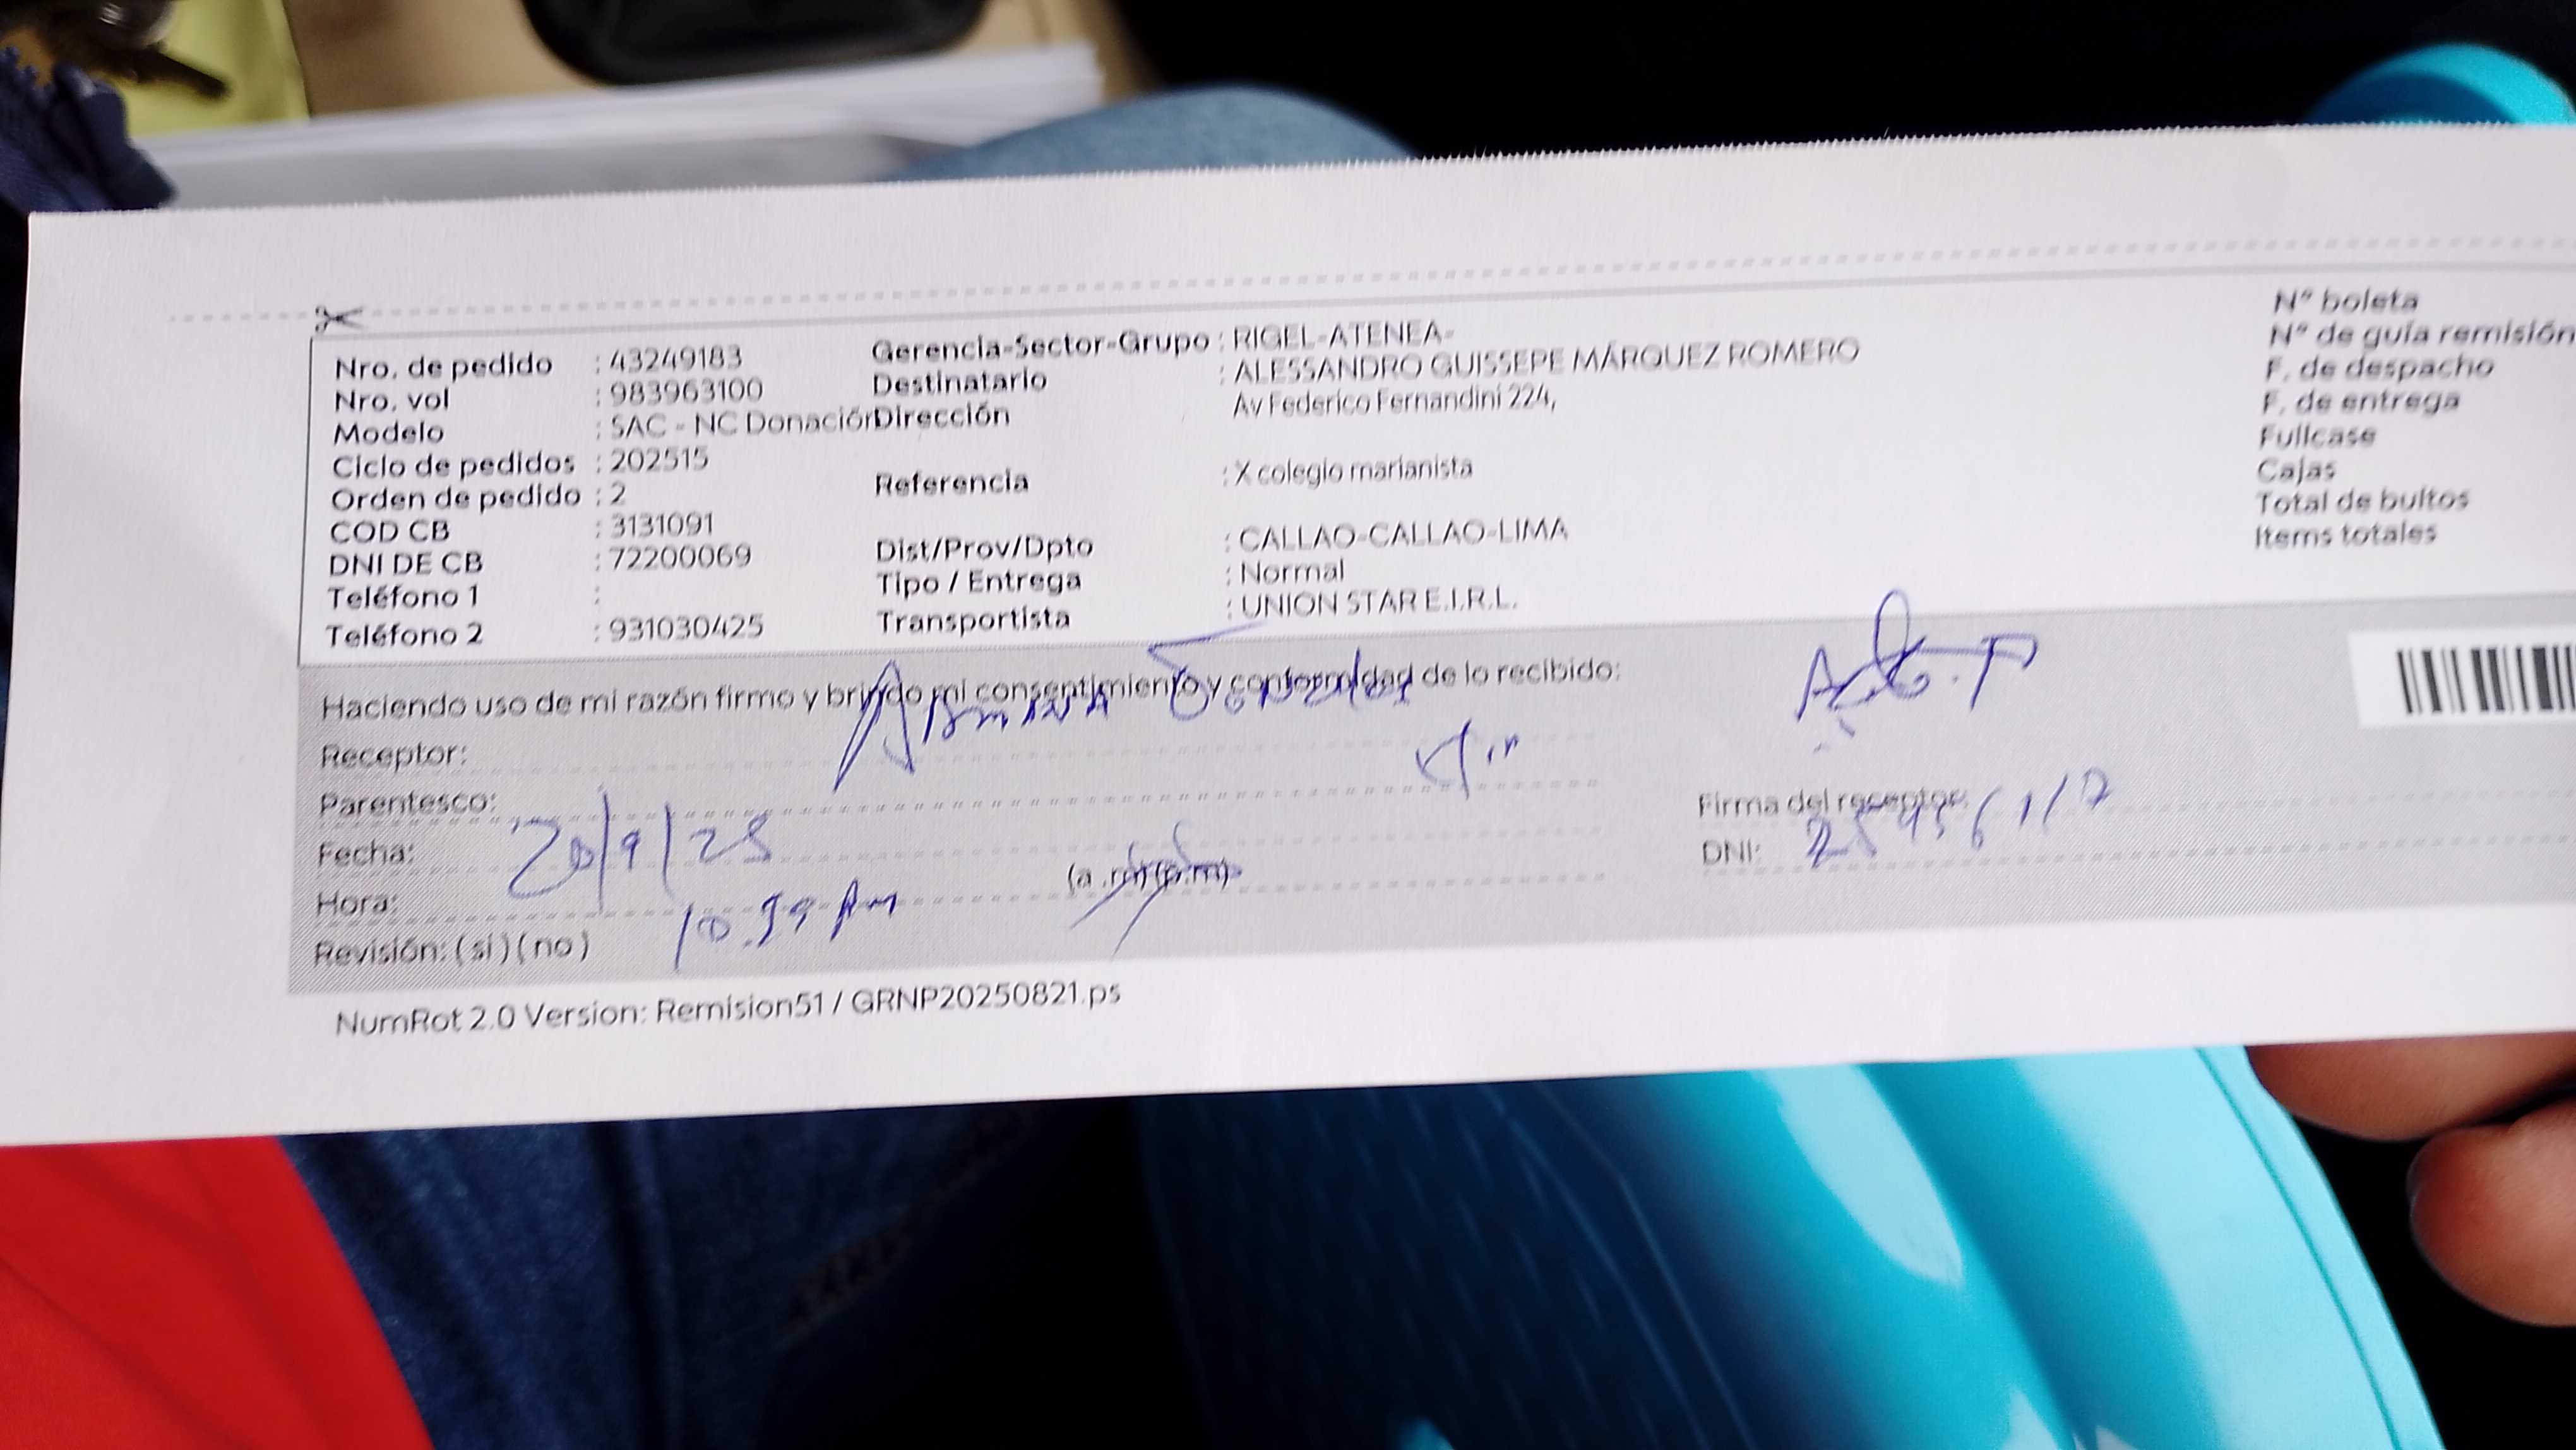 Nro. de pedido : 43249183
Nro. vol : 983963100
Modelo : SAC - NC Donación
Ciclo de pedidos : 202515
Orden de pedido : 2
COD CB : 3131091
DNI DE CB : 72200069
Teléfono 1 :
Teléfono 2 : 931030425
Gerencia-Sector-Grupo : RIGEL-ATENEA-
Destinatario : ALESSANDRO GUISSEPE MÁRQUEZ ROMERO
Dirección Av Federico Fernandini 224,
Referencia : X colegio marianista
Dist/Prov/Dpto : CALLAO-CALLAO-LIMA
Tipo / Entrega : Normal
Transportista : UNION STAR E.I.R.L.
N° boleta
N° de guía remisión
F. de despacho
F. de entrega
Fullcase
Cajas
Total de bultos
Items totales
Haciendo uso de mi razón firmo y brindo mi consentimiento y conformidad de lo recibido:
Receptor:
Parentesco:
Fecha: 20/9/25
Hora: 10 (a .m) (p.m)
Revisión: ( si ) ( no )
Firma del receptor:
DNI:
NumRot 2.0 Version: Remision51 / GRNP20250821.ps